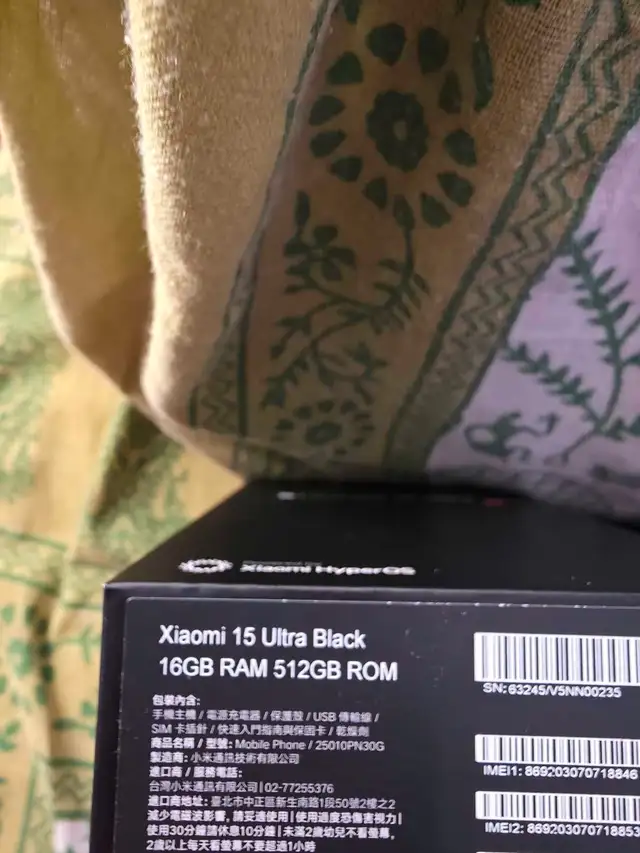 Xiaomi HyperOS
Xiaomi 15 Ultra Black
16GB RAM 512GB ROM
SN: 63245/V5NN00235
包裝內含:
手機主機 / 電源充電器 / 保護殼 / USB 傳輸線 /
SIM 卡插針 / 快速入門指南與保固卡 / 乾燥劑
商品名稱 / 型號: Mobile Phone / 25010PN30G
製造商: 小米通訊技術有限公司
進口商 / 服務電話:
台灣小米通訊有限公司 | 02-77255376
進口商地址: 臺北市中正區新生南路1段50號2樓之2
減少電磁波影響, 請妥適使用 | 使用過度恐傷害視力 |
使用30分鐘請休息10分鐘 | 未滿2歲幼兒不看螢幕,
2歲以上每天看螢幕不要超過1小時
IMEI1: 869203070718846
IMEI2: 869203070718853